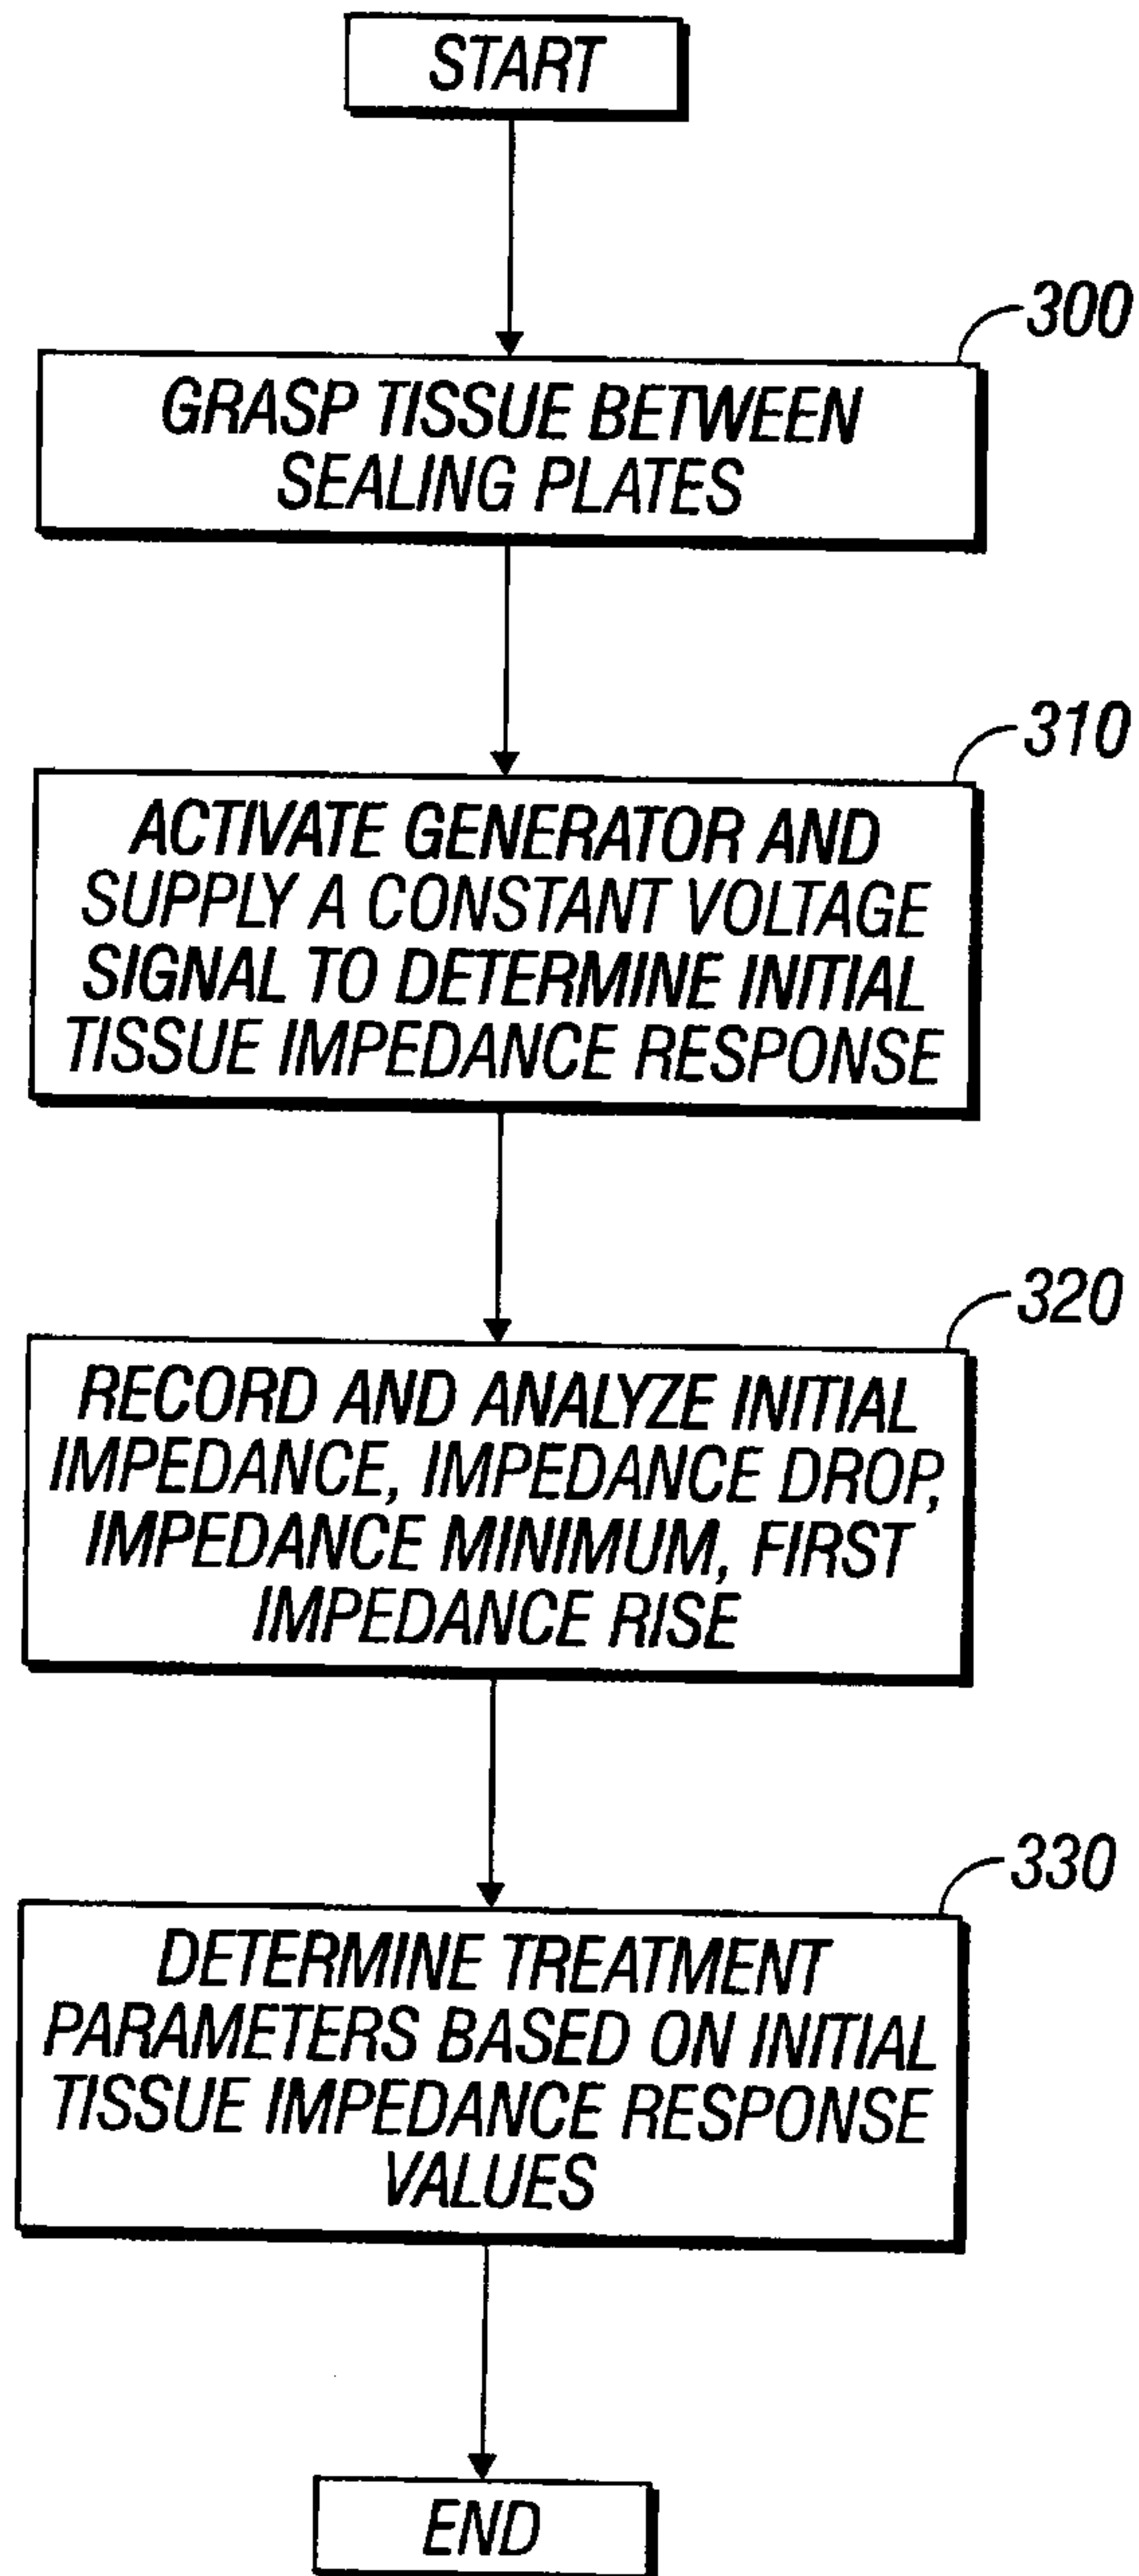 START
300
GRASP TISSUE BETWEEN
SEALING PLATES
310
ACTIVATE GENERATOR AND
SUPPLY A CONSTANT VOLTAGE
SIGNAL TO DETERMINE INITIAL
TISSUE IMPEDANCE RESPONSE
320
RECORD AND ANALYZE INITIAL
IMPEDANCE, IMPEDANCE DROP,
IMPEDANCE MINIMUM, FIRST
IMPEDANCE RISE
330
DETERMINE TREATMENT
PARAMETERS BASED ON INITIAL
TISSUE IMPEDANCE RESPONSE
VALUES
END